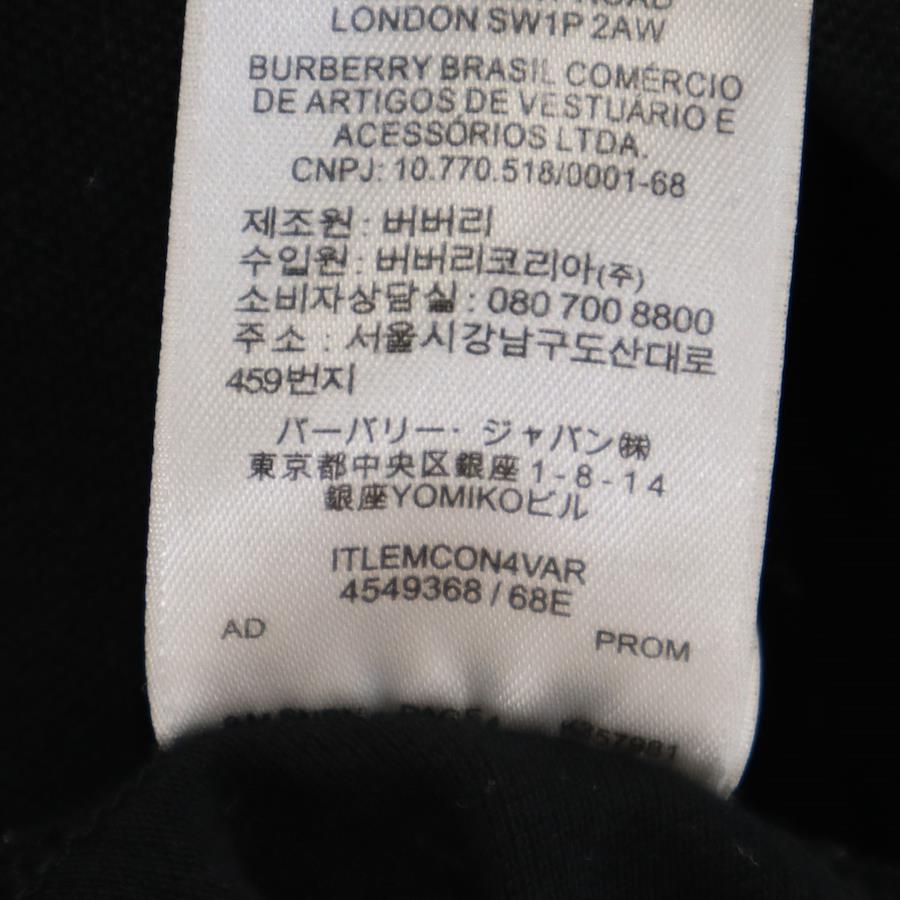 ROAD
LONDON SW1P 2AW
BURBERRY BRASIL COMÉRCIO
DE ARTIGOS DE VESTUÁRIO E
ACESSÓRIOS LTDA.
CNPJ: 10.770.518/0001-68
제조원 : 버버리
수입원 : 버버리코리아(주)
소비자상담실 : 080 700 8800
주소 : 서울시강남구도산대로
459번지
バーバリー・ジャパン㈱
東京都中央区銀座1-8-14
銀座YOMIKOビル
ITLEMCON4VAR
4549368 / 68E
AD PROM